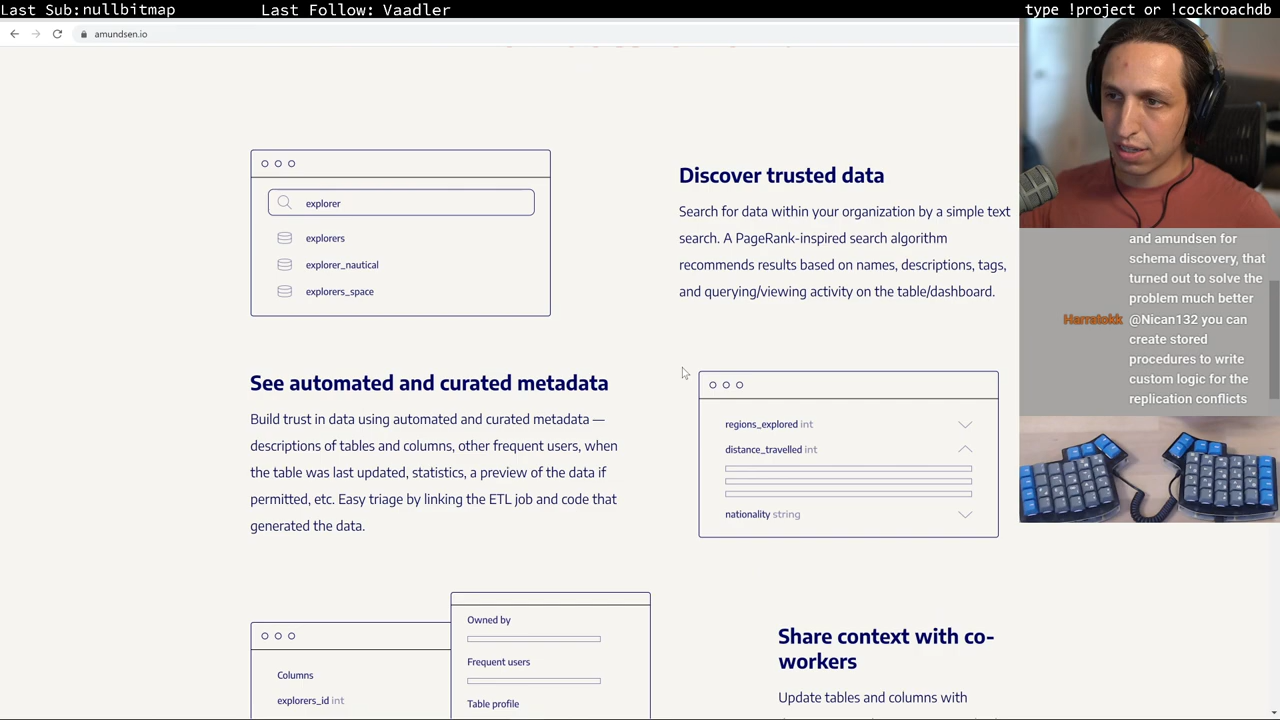 Last Sub:nullbitmap
Last Follow: Vaadler
type !project or !cockroachdb
amundsen.io
explorer
explorers
explorer_nautical
explorers_space
Discover trusted data
Search for data within your organization by a simple text
search. A PageRank-inspired search algorithm
recommends results based on names, descriptions, tags,
and querying/viewing activity on the table/dashboard.
and amundsen for
schema discovery, that
turned out to solve the
problem much better
Harratokk @Nican132 you can
create stored
procedures to write
custom logic for the
replication conflicts
See automated and curated metadata
Build trust in data using automated and curated metadata —
descriptions of tables and columns, other frequent users, when
the table was last updated, statistics, a preview of the data if
permitted, etc. Easy triage by linking the ETL job and code that
generated the data.
regions_explored int
distance_travelled int
nationality string
Columns
explorers_id int
Owned by
Frequent users
Table profile
Share context with co-
workers
Update tables and columns with